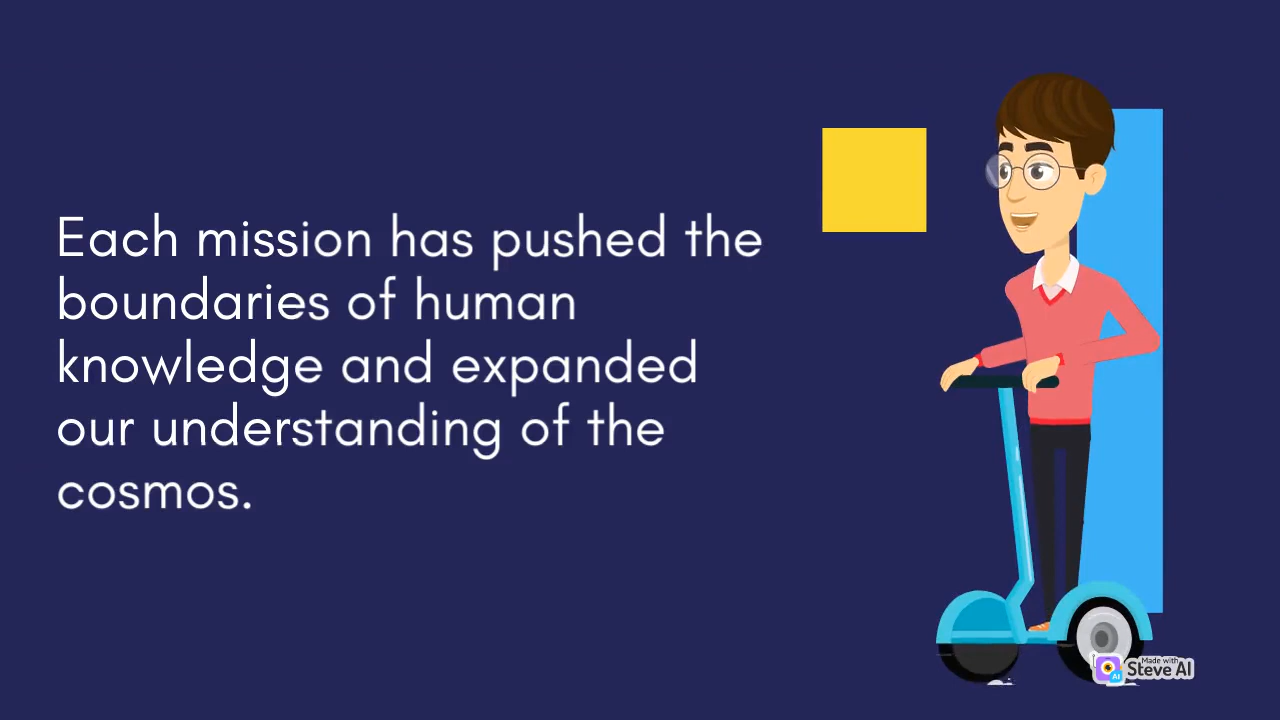 Each mission has pushed the
boundaries of human
knowledge and expanded
our understanding of the
cosmos.
Made with
AI
Steve AI